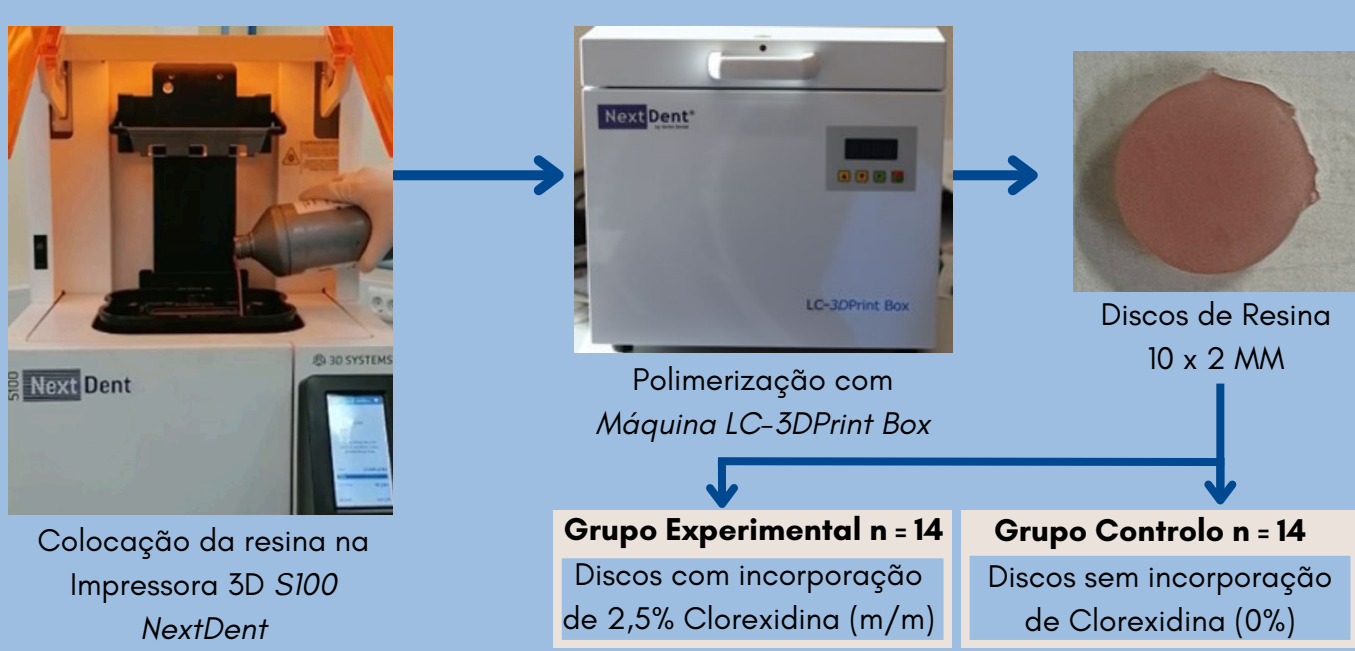 NextDent
5100
3D SYSTEMS
Colocação da resina na
Impressora 3D S100
NextDent
NextDent®
LC-3DPrint Box
Polimerização com
Máquina LC-3DPrint Box
Discos de Resina
10 x 2 MM
Grupo Experimental n = 14
Discos com incorporação
de 2,5% Clorexidina (m/m)
Grupo Controlo n = 14
Discos sem incorporação
de Clorexidina (0%)